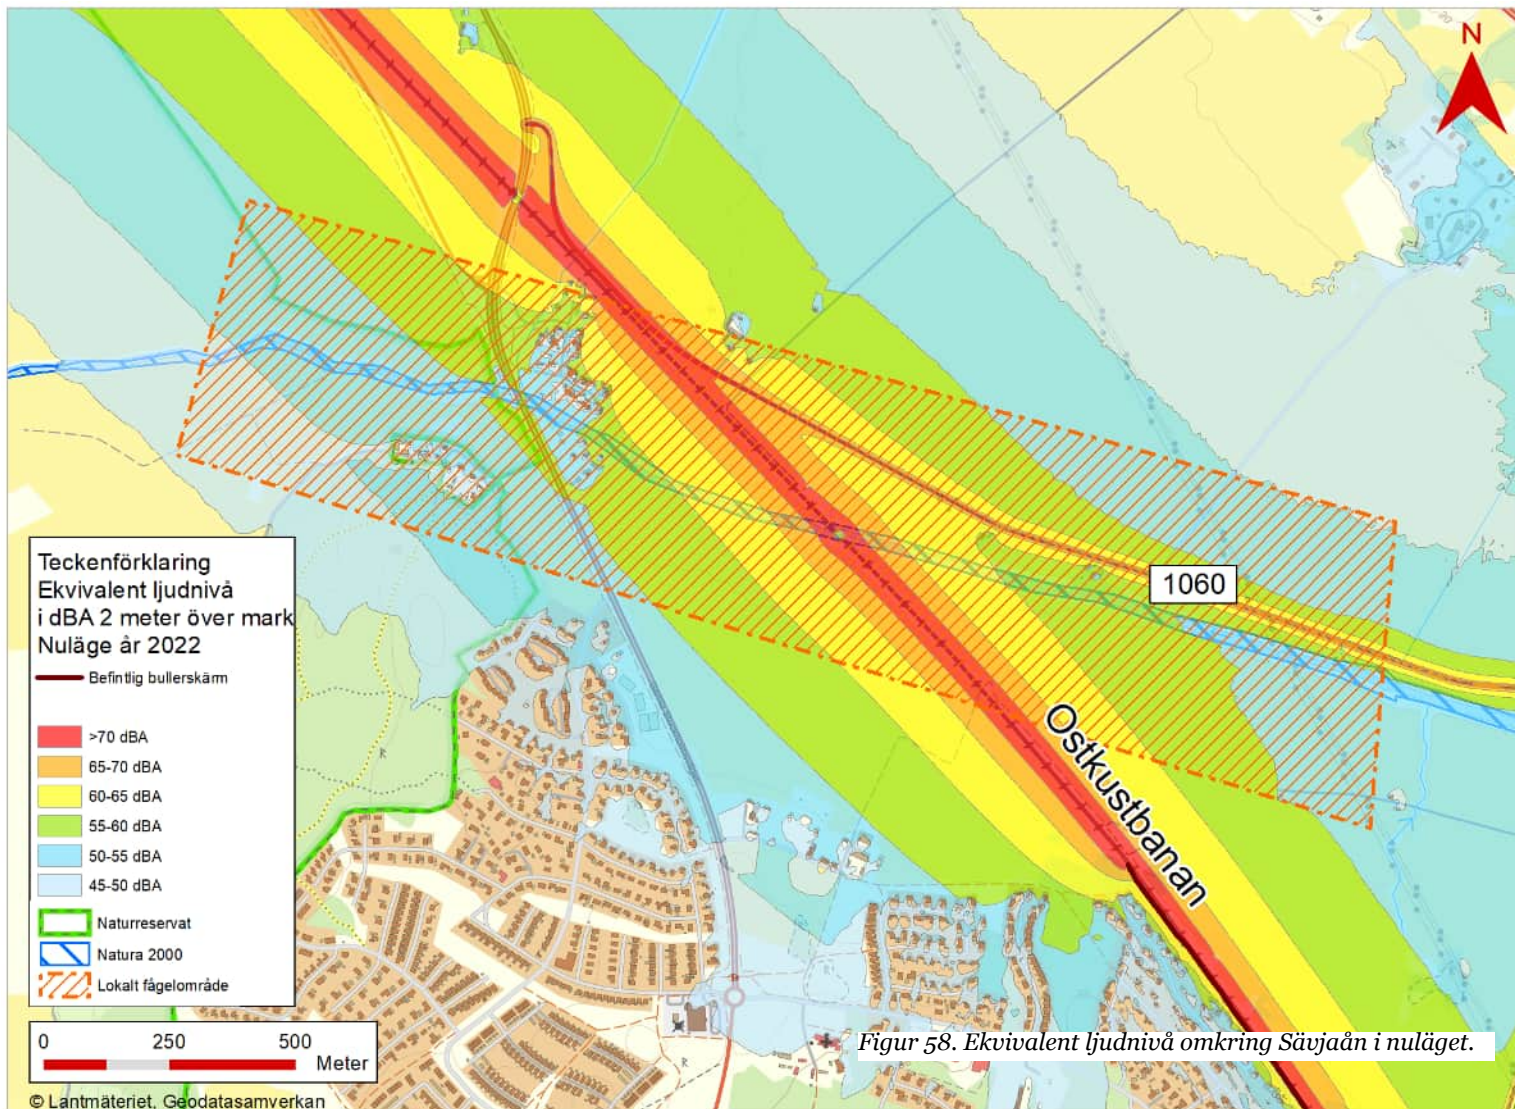 N
1060
Ostkustbanan
Teckenförklaring
Ekvivalent ljudnivå
i dBA 2 meter över mark
Nuläge år 2022
Befintlig bullerskärm
>70 dBA
65-70 dBA
60-65 dBA
55-60 dBA
50-55 dBA
45-50 dBA
Naturreservat
Natura 2000
Lokalt fågelområde
0 250 500
Meter
© Lantmäteriet, Geodatasamverkan
Figur 58. Ekvivalent ljudnivå omkring Sävjaån i nuläget.